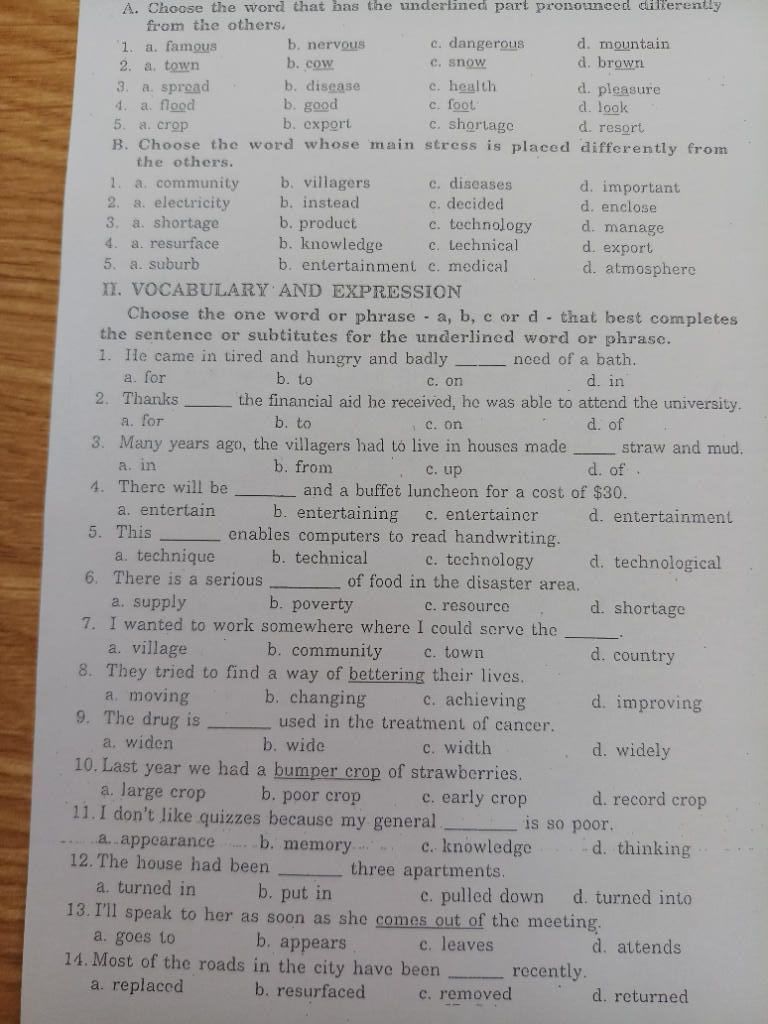 A. Choose the word that has the underlined part pronounced differently
from the others.
1. a. famous b. nervous c. dangerous d. mountain
2. a. town b. cow c. snow d. brown
3. a. spread b. disease c. health d. pleasure
4. a. flood b. good c. foot d. look
5. a. crop b. export c. shortage d. resort
B. Choose the word whose main stress is placed differently from
the others.
1. a. community b. villagers c. diseases d. important
2. a. electricity b. instead c. decided d. enclose
3. a. shortage b. product c. technology d. manage
4. a. resurface b. knowledge c. technical d. export
5. a. suburb b. entertainment c. medical d. atmosphere
II. VOCABULARY AND EXPRESSION
Choose the one word or phrase - a, b, c or d - that best completes
the sentence or subtitutes for the underlined word or phrase.
1. He came in tired and hungry and badly ______ need of a bath.
a. for b. to c. on d. in
2. Thanks ______ the financial aid he received, he was able to attend the university.
a. for b. to c. on d. of
3. Many years ago, the villagers had to live in houses made ______ straw and mud.
a. in b. from c. up d. of
4. There will be ______ and a buffet luncheon for a cost of $30.
a. entertain b. entertaining c. entertainer d. entertainment
5. This ______ enables computers to read handwriting.
a. technique b. technical c. technology d. technological
6. There is a serious ______ of food in the disaster area.
a. supply b. poverty c. resource d. shortage
7. I wanted to work somewhere where I could serve the ______.
a. village b. community c. town d. country
8. They tried to find a way of bettering their lives.
a. moving b. changing c. achieving d. improving
9. The drug is ______ used in the treatment of cancer.
a. widen b. wide c. width d. widely
10. Last year we had a bumper crop of strawberries.
a. large crop b. poor crop c. early crop d. record crop
11. I don't like quizzes because my general ______ is so poor.
a. appearance b. memory c. knowledge d. thinking
12. The house had been ______ three apartments.
a. turned in b. put in c. pulled down d. turned into
13. I'll speak to her as soon as she comes out of the meeting.
a. goes to b. appears c. leaves d. attends
14. Most of the roads in the city have been ______ recently.
a. replaced b. resurfaced c. removed d. returned